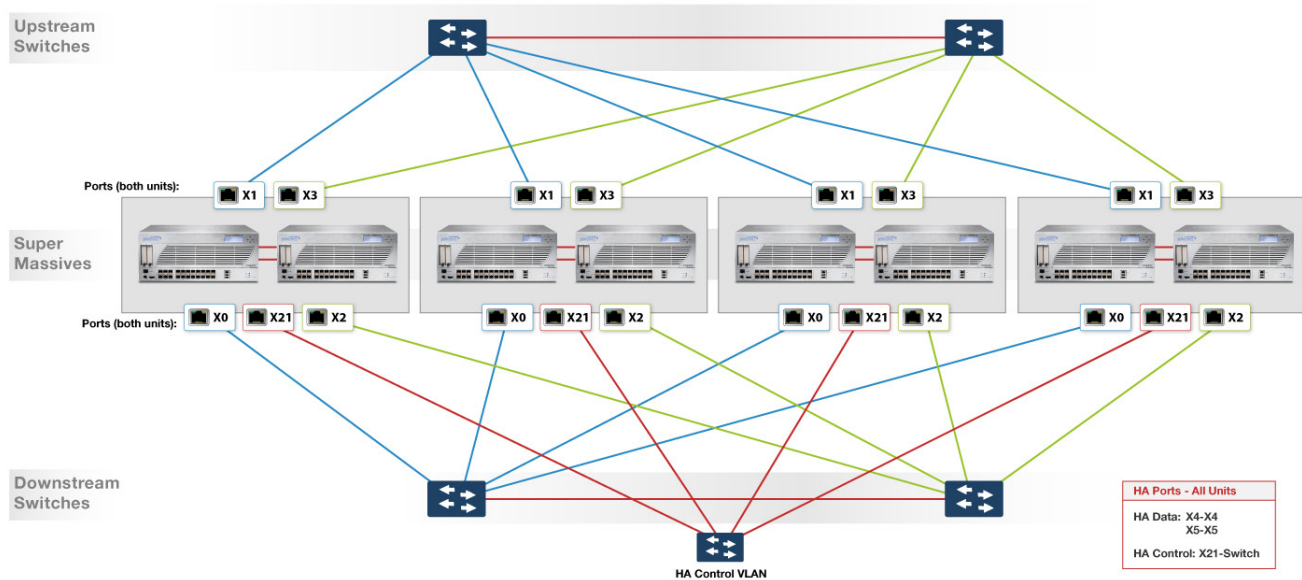 Upstream
Switches
Ports (both units):
X1
X3
X1
X3
X1
X3
X1
X3
Super
Massives
Ports (both units):
X0
X21
X2
X0
X21
X2
X0
X21
X2
X0
X21
X2
Downstream
Switches
HA Control VLAN
HA Ports - All Units
HA Data: X4-X4
X5-X5
HA Control: X21-Switch